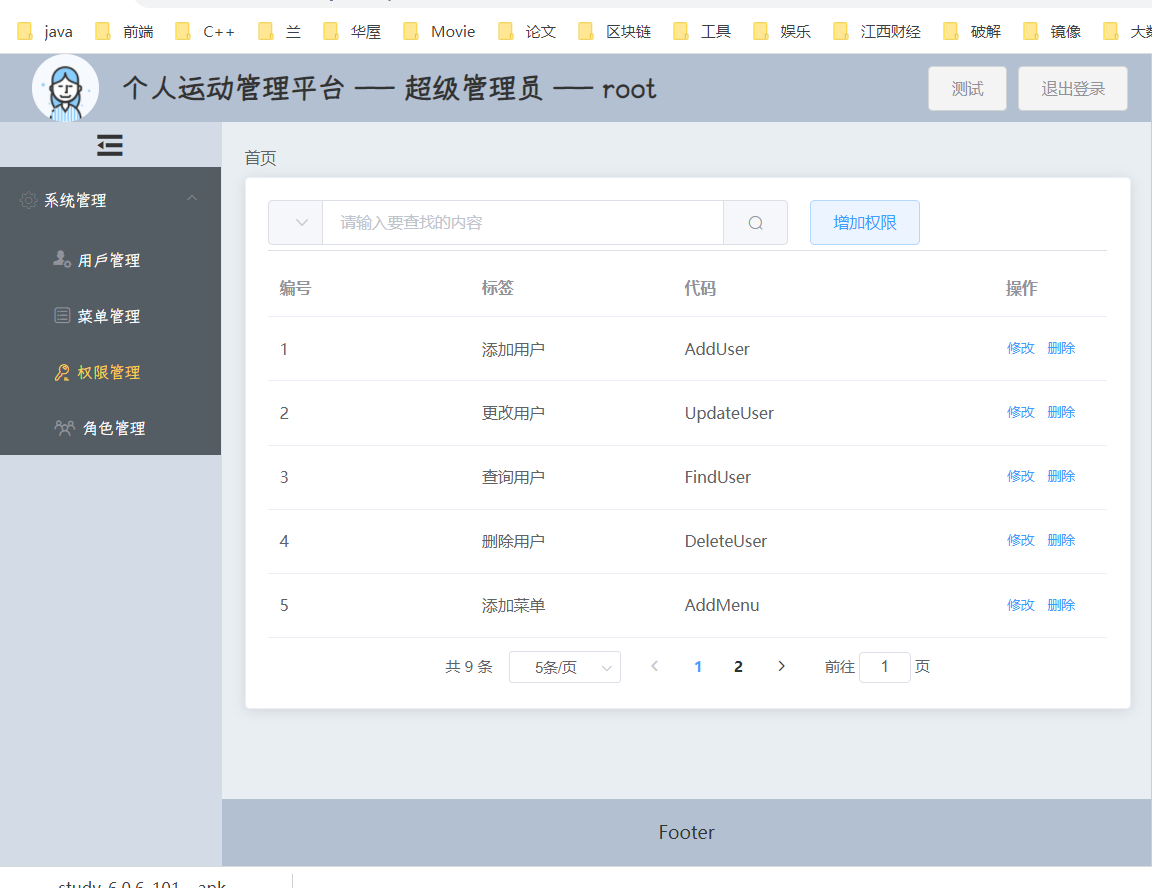 java 前端 C++ 兰 华屋 Movie 论文 区块链 工具 娱乐 江西财经 破解 镜像
个人运动管理平台 —— 超级管理员 —— root 测试 退出登录
首页
系统管理
用戶管理
菜单管理
权限管理
角色管理
请输入要查找的内容 增加权限
编号 标签 代码 操作
1 添加用户 AddUser 修改 删除
2 更改用户 UpdateUser 修改 删除
3 查询用户 FindUser 修改 删除
4 删除用户 DeleteUser 修改 删除
5 添加菜单 AddMenu 修改 删除
共 9 条 5条/页 1 2 前往 1 页
Footer